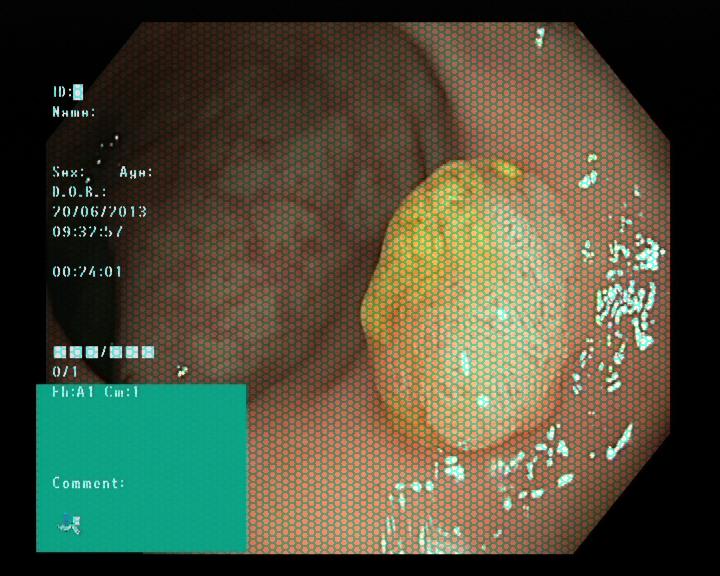 ID:
Name:
Sex: Age:
D.O.R.:
20/06/2013
09:32:57
00:24:01
0/1
Ph:A1 Cm:1
Comment: